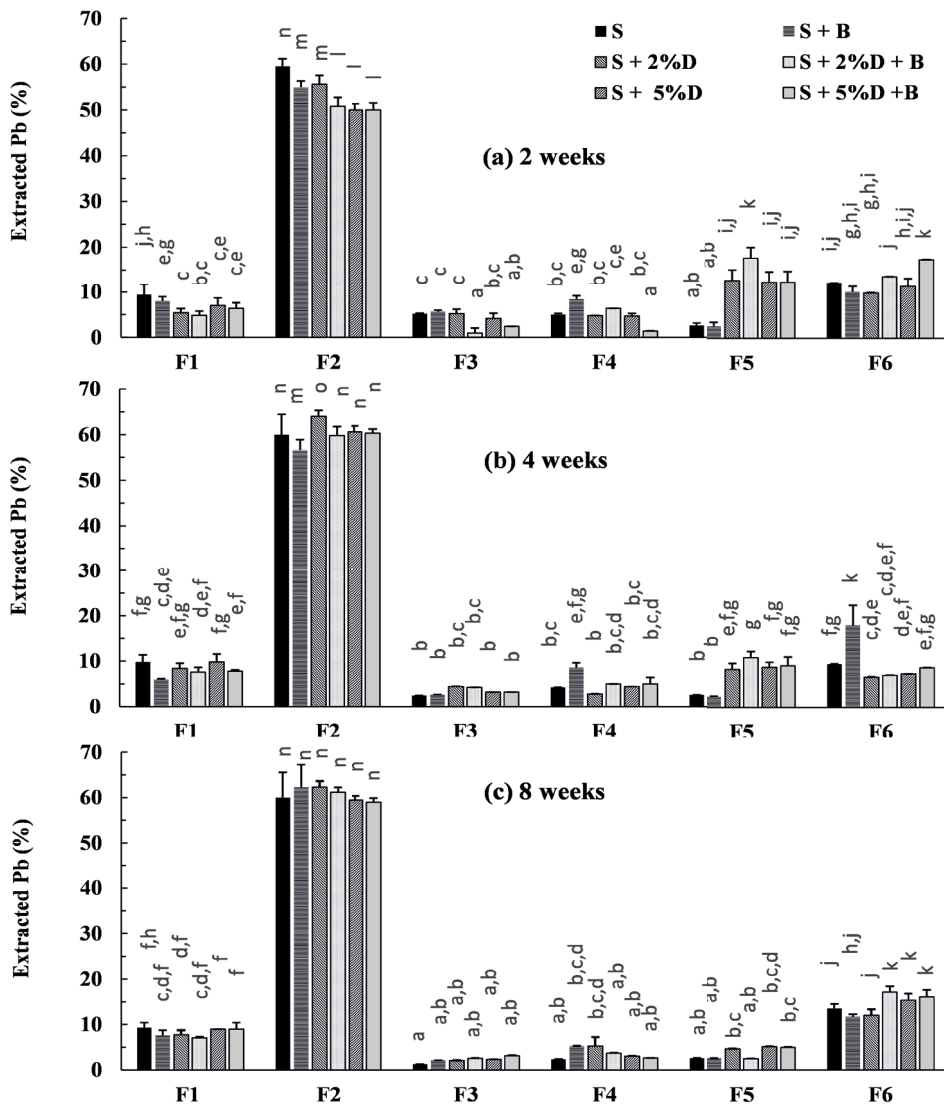 S
S + B
S + 2%D
S + 2%D + B
S + 5%D
S + 5%D +B
Extracted Pb (%)
70
60
50
40
30
20
10
0
(a) 2 weeks
j,h
e,g
c
b,c
c,e
c,e
n
m
m
l
l
l
c
c
c
a
b,c
a,b
b,c
e,g
b,c
c,e
b,c
a
a,b
a,b
i,j
k
i,j
i,j
i,j
g,h,i
g,h,i
j
h,i,j
k
F1 F2 F3 F4 F5 F6
Extracted Pb (%)
70
60
50
40
30
20
10
0
(b) 4 weeks
f,g
c,d,e
e,f,g
d,e,f
f,g
e,f
n
m
o
n
n
n
b
b
b,c
b,c
b
b
b,c
e,f,g
b
b,c,d
b,c
b,c,d
b
b
e,f,g
g
f,g
f,g
f,g
k
c,d,e
c,d,e,f
d,e,f
e,f,g
F1 F2 F3 F4 F5 F6
Extracted Pb (%)
70
60
50
40
30
20
10
0
(c) 8 weeks
f,h
c,d,f
d,f
c,d,f
f
f
n
n
n
n
n
n
a
a,b
a,b
a,b
a,b
a,b
a,b
b,c,d
b,c,d
a,b
a,b
a,b
a,b
a,b
b,c
a,b
b,c,d
b,c
j
h,j
j
k
k
k
F1 F2 F3 F4 F5 F6